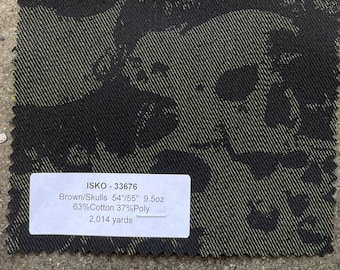 ISKO - 33676
Brown/Skulls 54"/55" 9.5oz
63%Cotton 37%Poly
2,014 yards